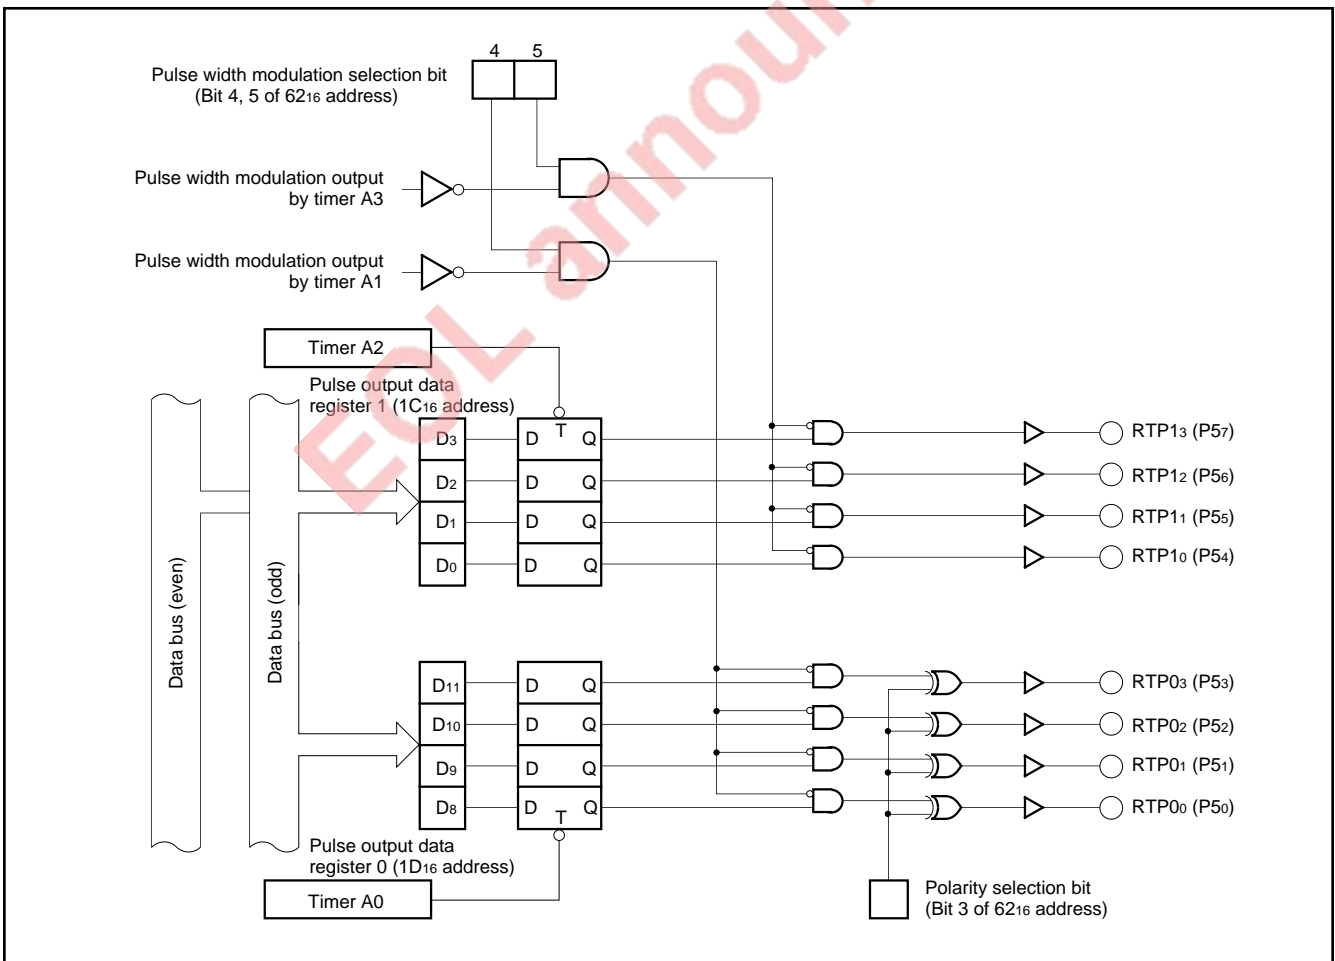 4 5
Pulse width modulation selection bit
(Bit 4, 5 of 6216 address)
Pulse width modulation output
by timer A3
Pulse width modulation output
by timer A1
Timer A2
Pulse output data
register 1 (1C16 address)
D3 D T Q
D2 D Q
D1 D Q
D0 D Q
RTP13 (P57)
RTP12 (P56)
RTP11 (P55)
RTP10 (P54)
Data bus (even)
Data bus (odd)
D11 D Q
D10 D Q
D9 D Q
D8 D T Q
RTP03 (P53)
RTP02 (P52)
RTP01 (P51)
RTP00 (P50)
Pulse output data
register 0 (1D16 address)
Timer A0
Polarity selection bit
(Bit 3 of 6216 address)
EOL